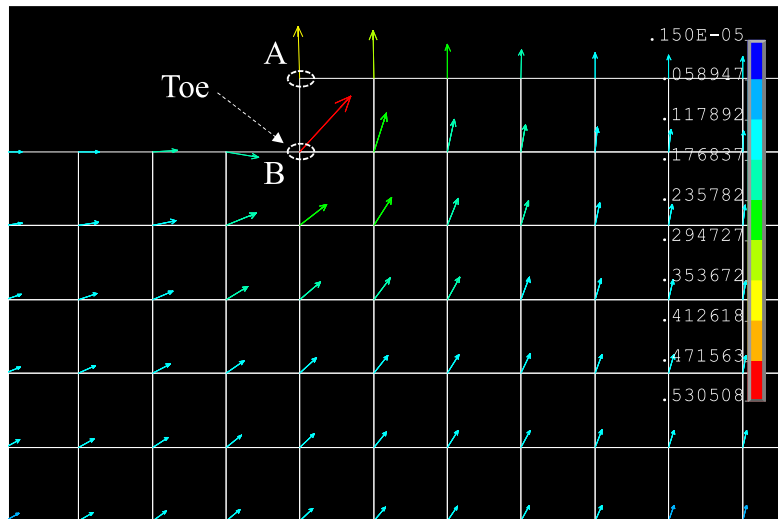 A
Toe
B
.150E-05
.058947
.117892
.176837
.235782
.294727
.353672
.412618
.471563
.530508